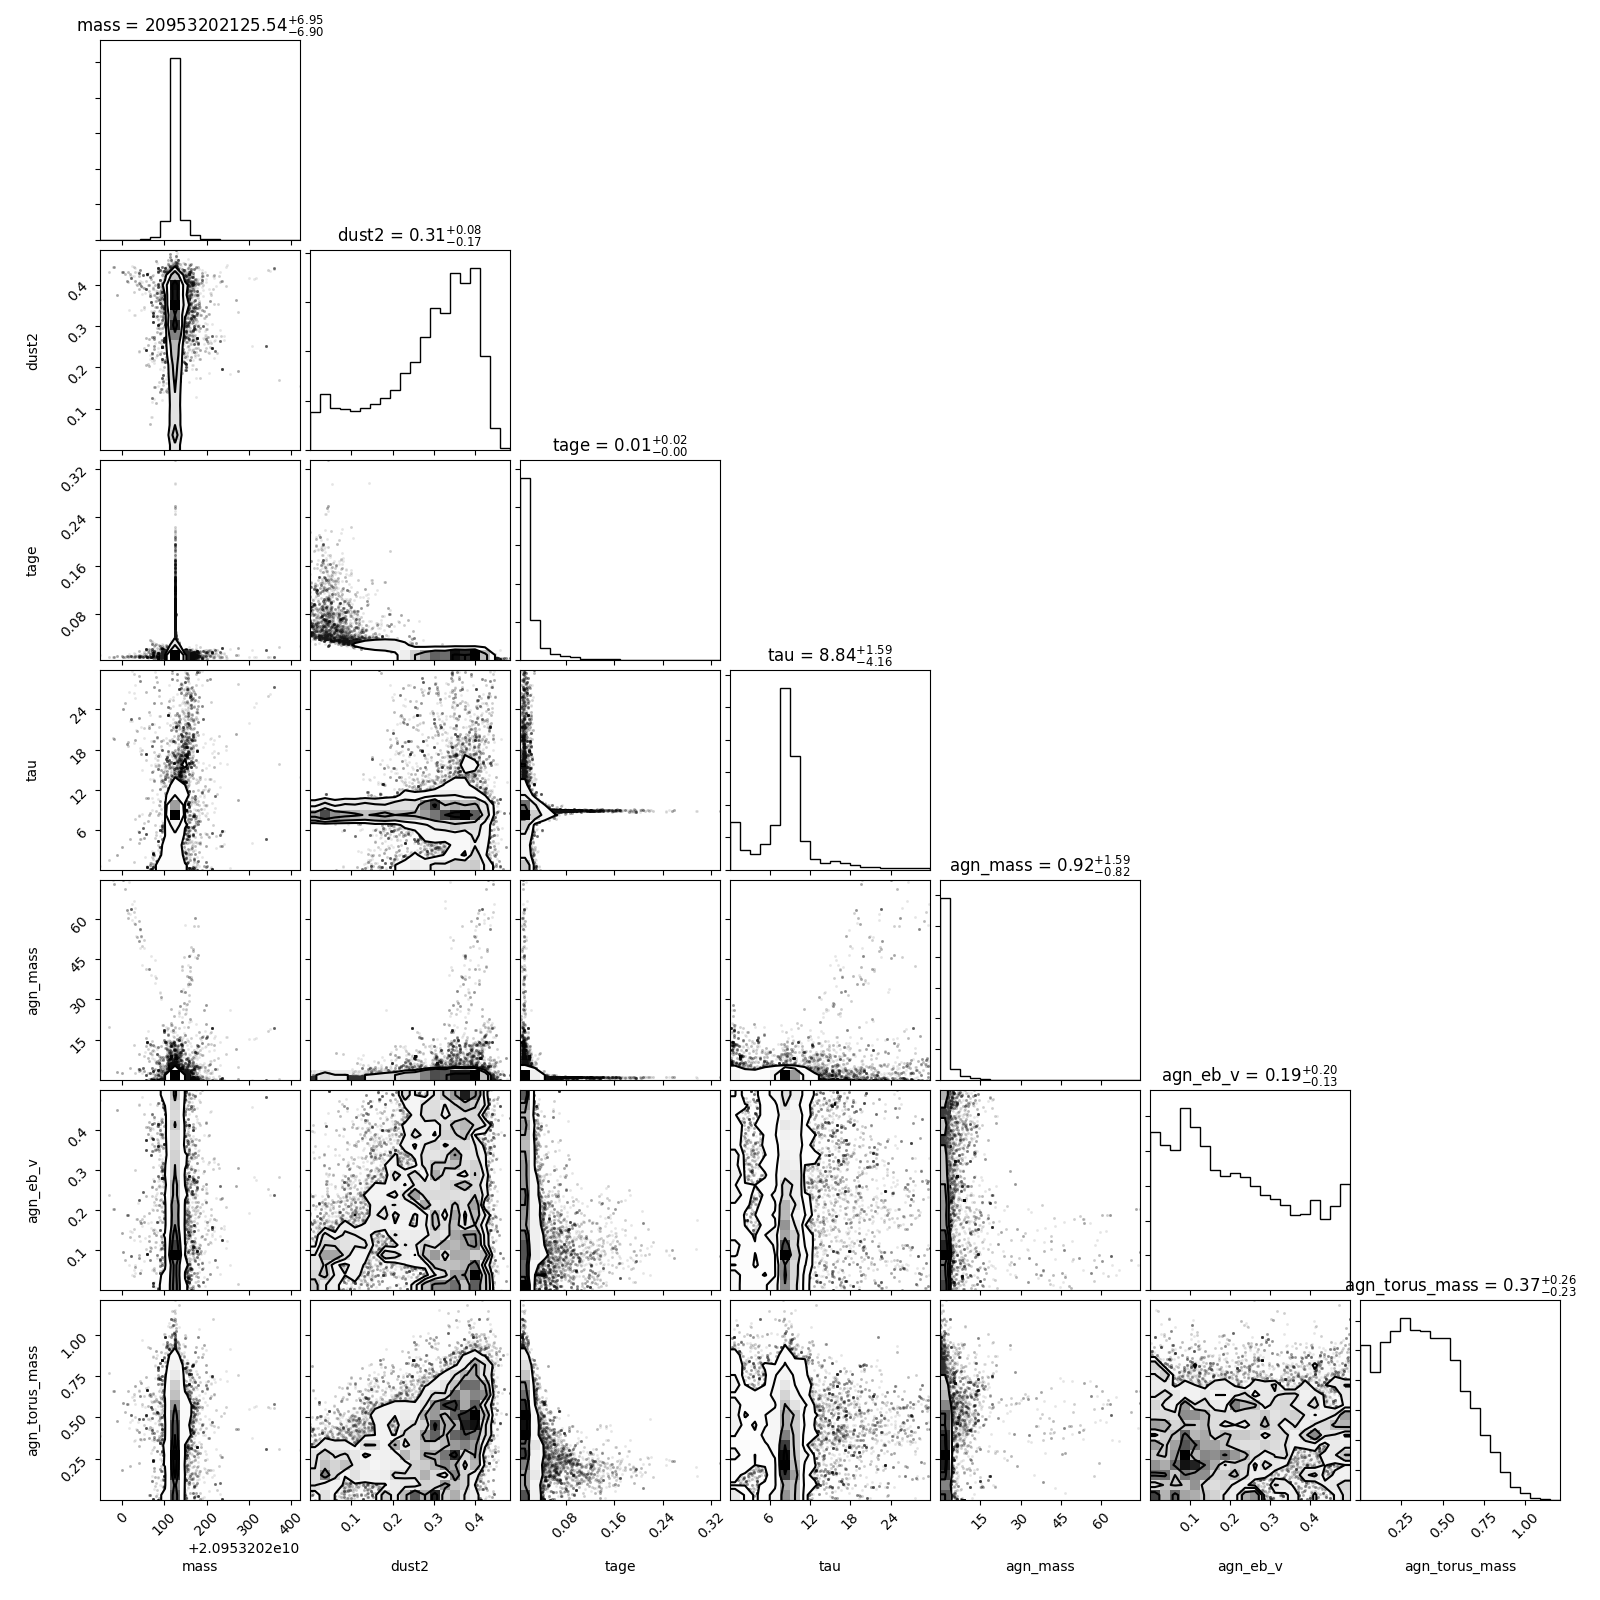 mass = 20953202125.54+6.95−6.90
dust2 = 0.31+0.08−0.17
dust2
0.4
0.3
0.2
0.1
tage = 0.01+0.02−0.00
tage
0.32
0.24
0.16
0.08
tau = 8.84+1.59−4.16
tau
24
18
12
6
agn_mass = 0.92+1.59−0.82
agn_mass
60
45
30
15
agn_eb_v = 0.19+0.20−0.13
agn_eb_v
0.4
0.3
0.2
0.1
agn_torus_mass = 0.37+0.26−0.23
agn_torus_mass
1.00
0.75
0.50
0.25
0 100 200 300 400
0.1 0.2 0.3 0.4
0.08 0.16 0.24 0.32
6 12 18 24
15 30 45 60
0.1 0.2 0.3 0.4
0.25 0.50 0.75 1.00
+2.0953202e10
mass dust2 tage tau agn_mass agn_eb_v agn_torus_mass